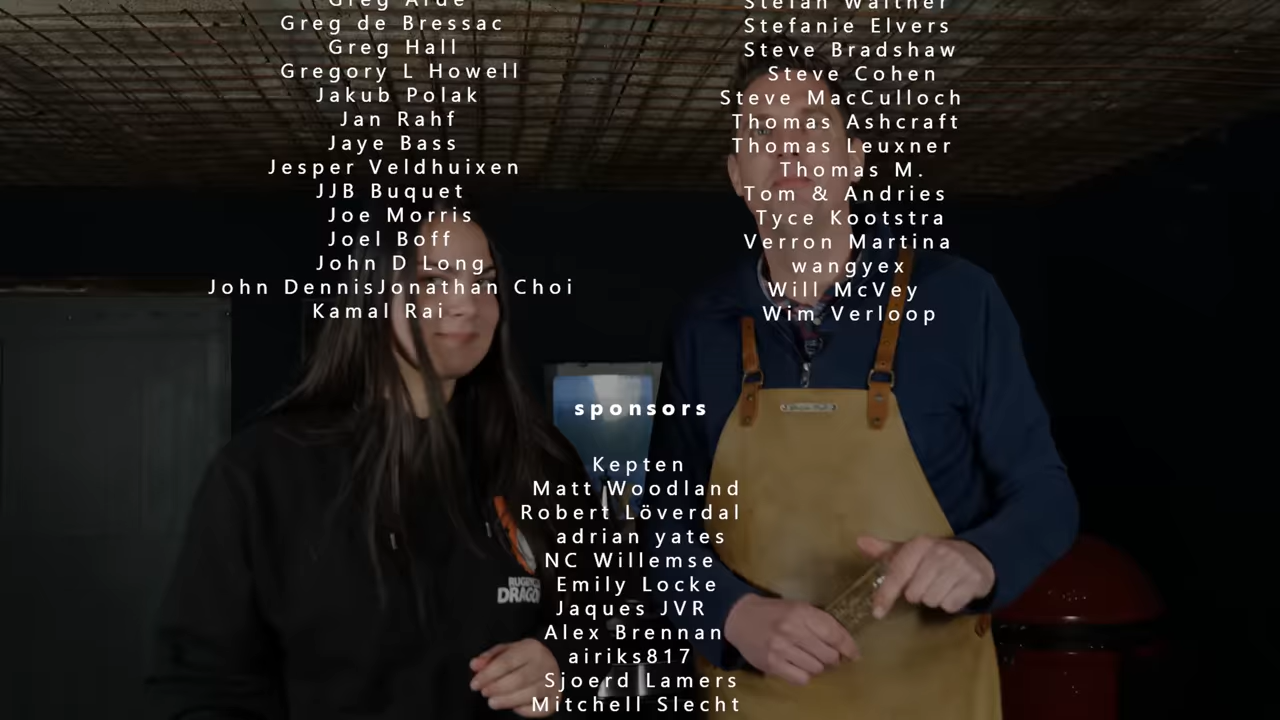 Greg de Bressac
Greg Hall
Gregory L Howell
Jakub Polak
Jan Rahf
Jaye Bass
Jesper Veldhuixen
JJB Buquet
Joe Morris
Joel Boff
John D Long
John DennisJonathan Choi
Kamal Rai
Stefan Walther
Stefanie Elvers
Steve Bradshaw
Steve Cohen
Steve MacCulloch
Thomas Ashcraft
Thomas Leuxner
Thomas M.
Tom & Andries
Tyce Kootstra
Verron Martina
wangyex
Will McVey
Wim Verloop
sponsors
Kepten
Matt Woodland
Robert Löverdal
adrian yates
NC Willemse
Emily Locke
Jaques JVR
Alex Brennan
airiks817
Sjoerd Lamers
Mitchell Slecht